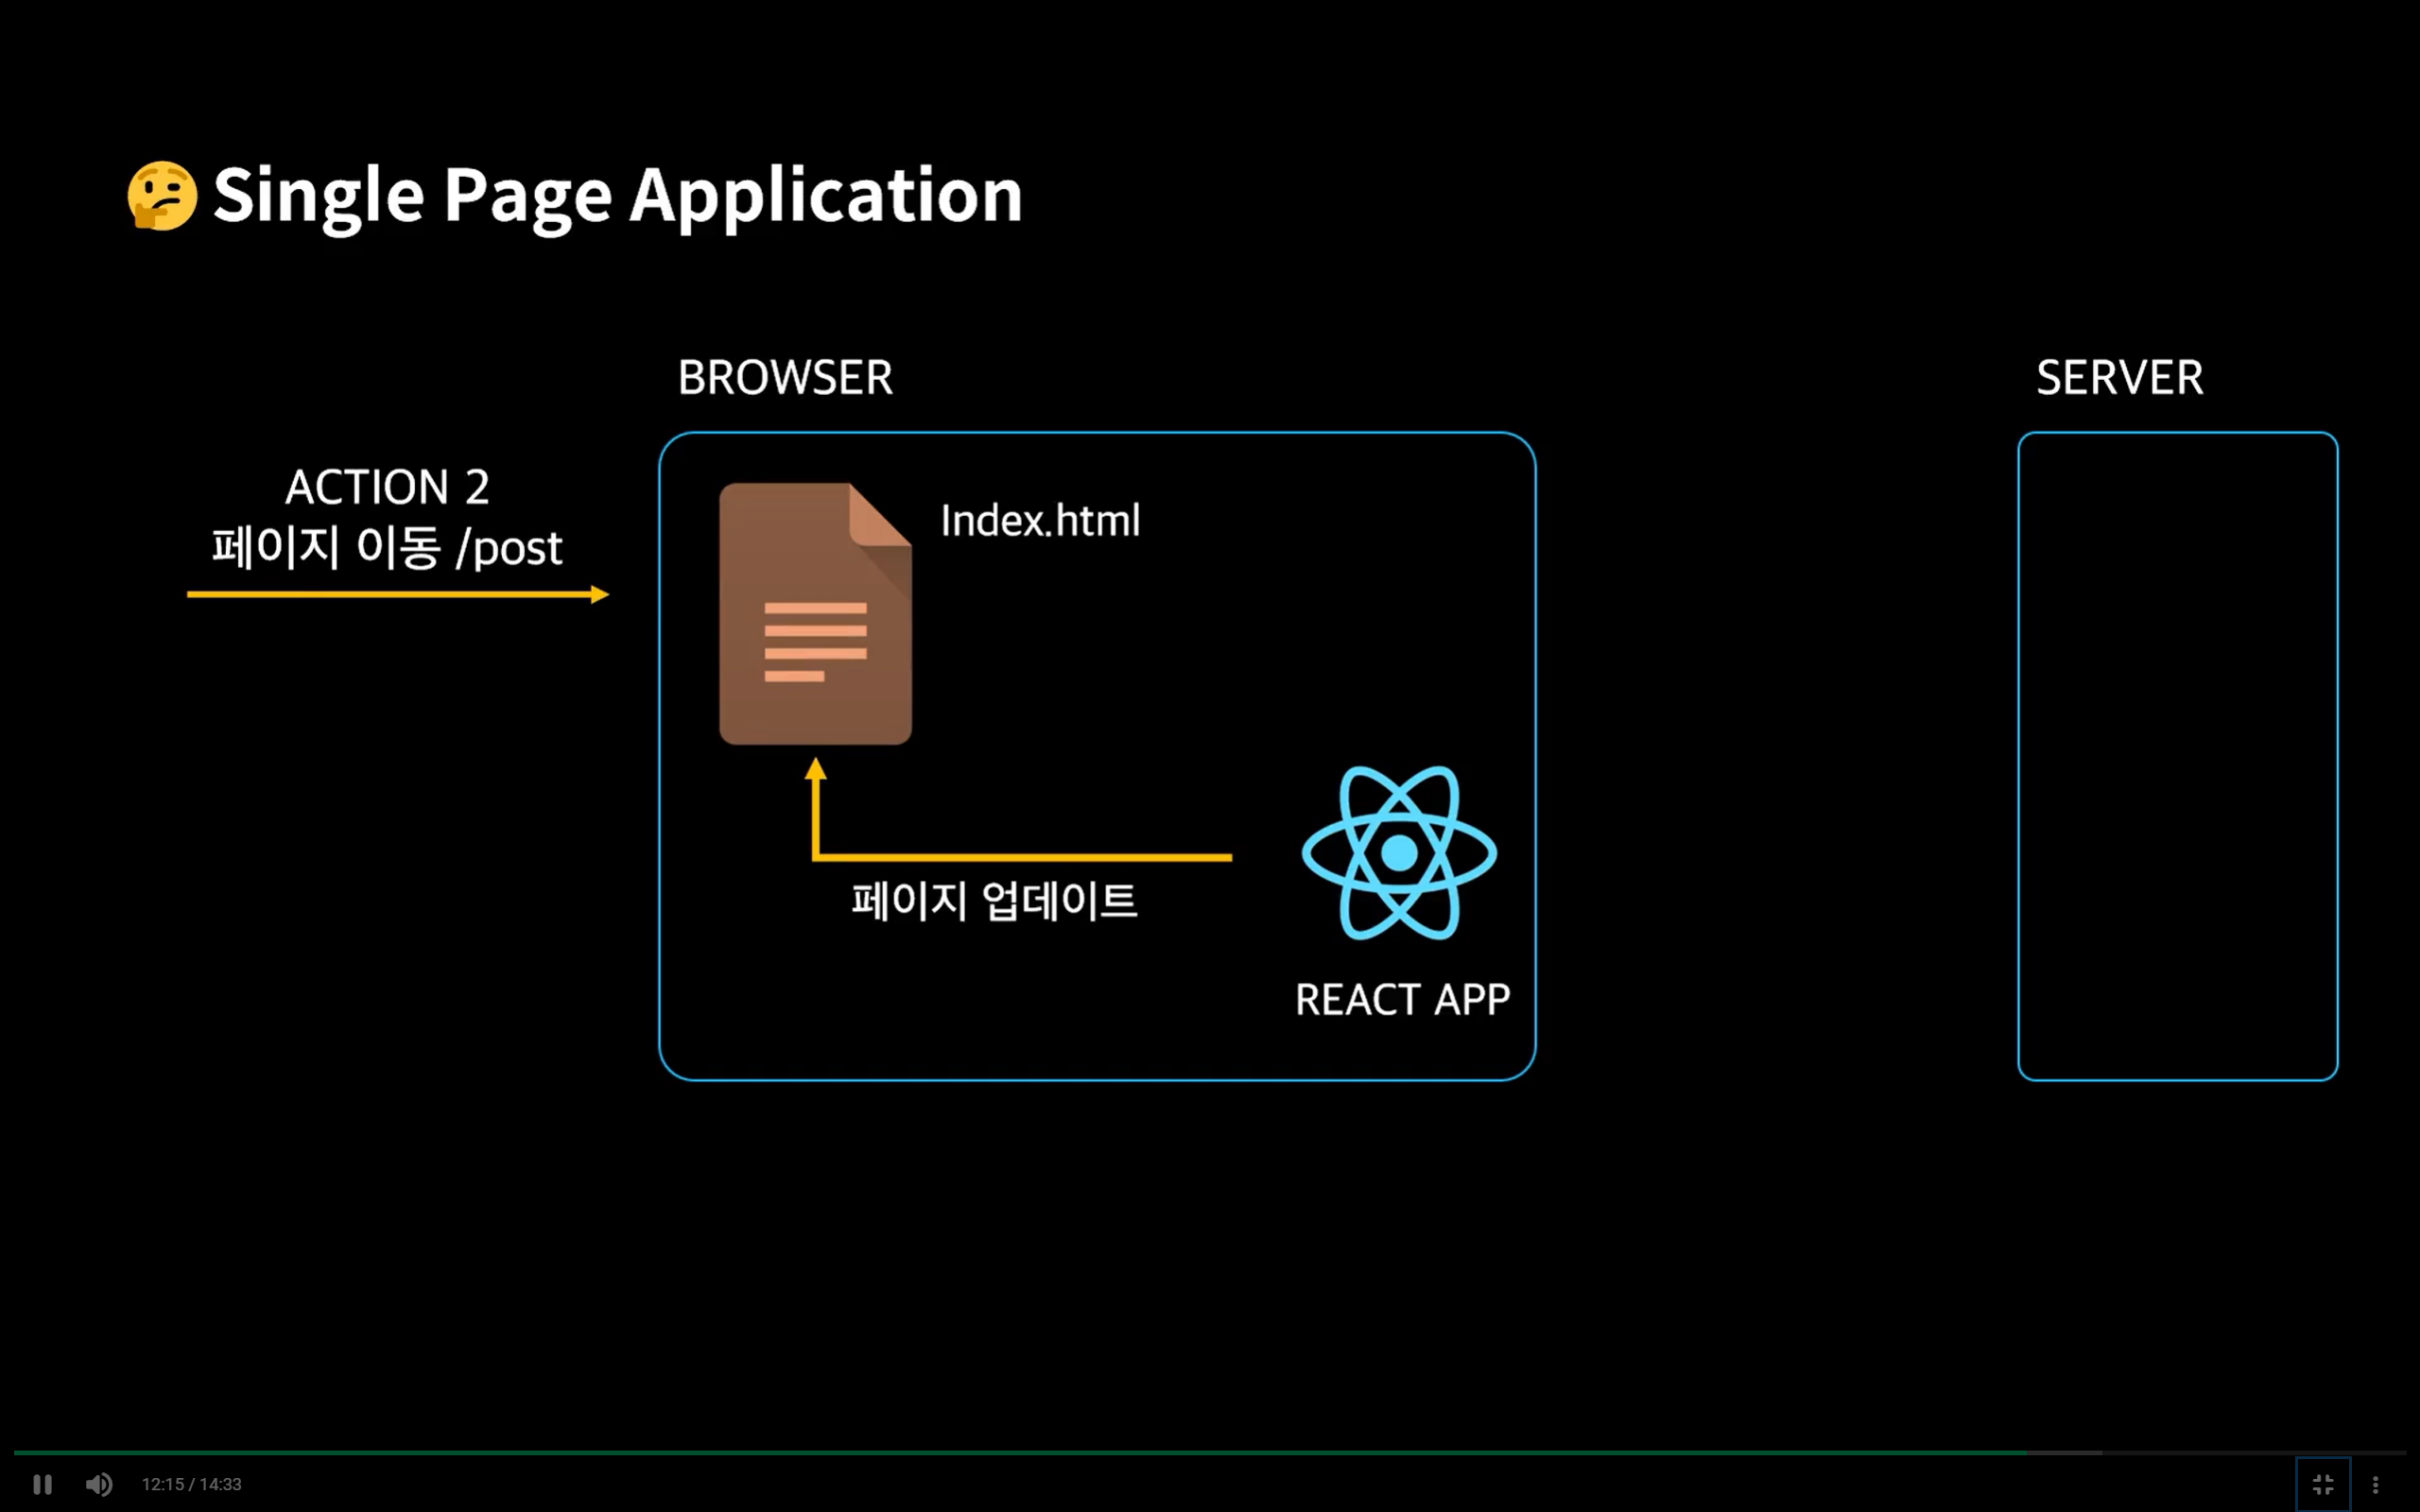 Single Page Application
BROWSER
SERVER
ACTION 2
페이지 이동 /post
Index.html
페이지 업데이트
REACT APP
12:15 / 14:33